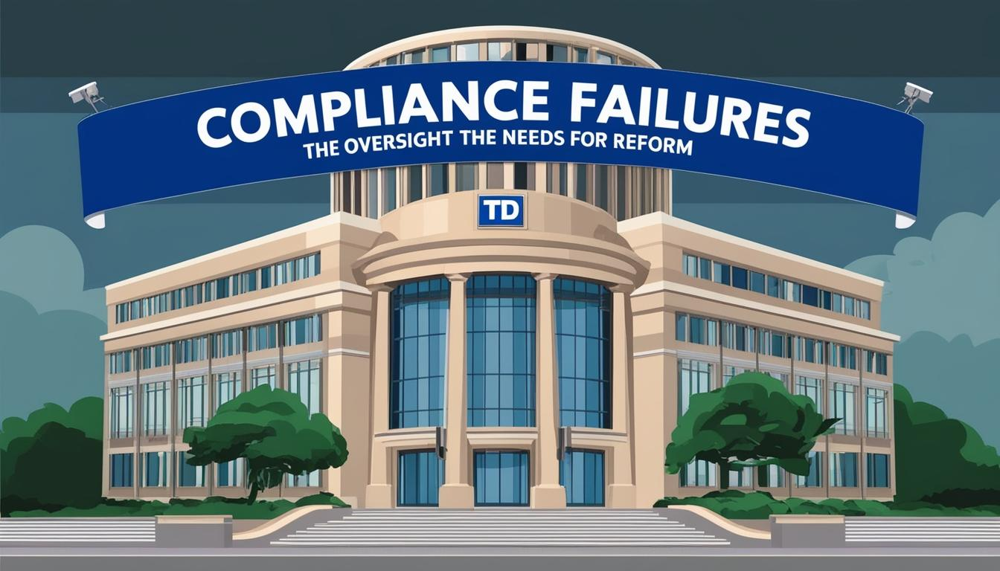 COMPLIANCE FAILURES
THE OVERSIGHT THE NEEDS FOR REFORM
TD